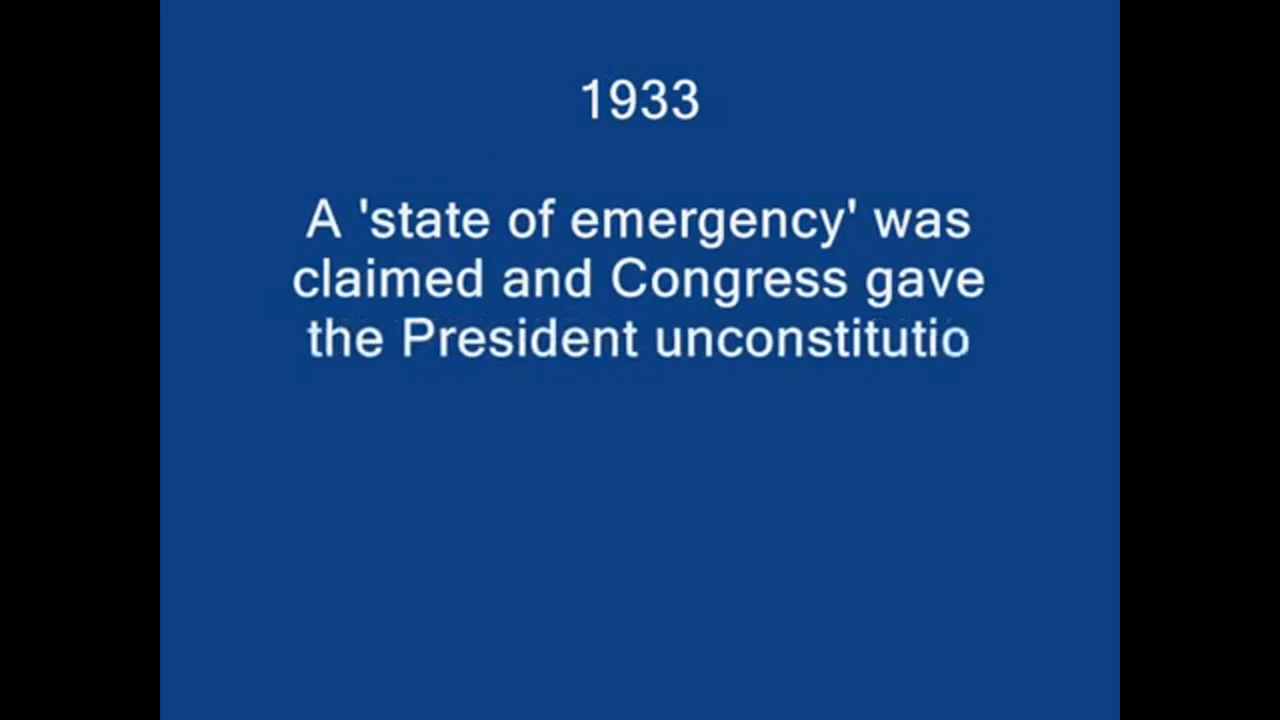 1933
A 'state of emergency' was
claimed and Congress gave
the President unconstitutio